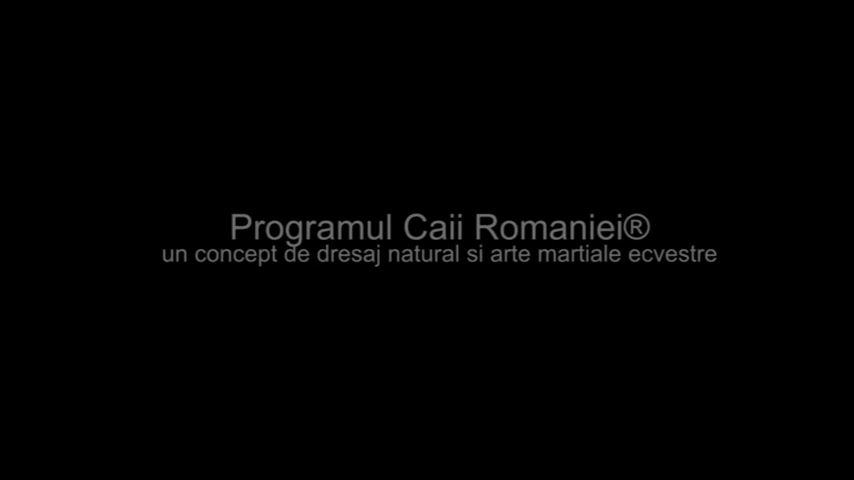 Programul Caii Romaniei®
un concept de dresaj natural si arte martiale ecvestre